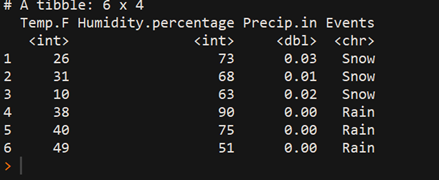 # A tibble: 6 x 4
Temp.F Humidity.percentage Precip.in Events
<int> <int> <dbl> <chr>
1 26 73 0.03 Snow
2 31 68 0.01 Snow
3 10 63 0.02 Snow
4 38 90 0.00 Rain
5 40 75 0.00 Rain
6 49 51 0.00 Rain
>